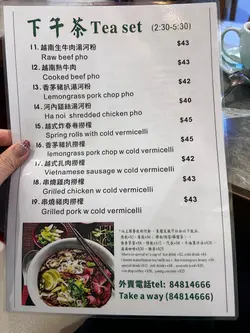 下午茶 Tea set (2:30-5:30)
11. 越南生牛肉湯河粉 $43
Raw beef pho
12. 越南熟牛肉 $43
Cooked beef pho
13. 香茅豬扒湯河粉 $42
Lemongrass pork chop pho
14. 河內區絲湯河粉 $40
Ha noi shredded chicken pho
15. 越式炸春卷撈檬 $45
Spring rolls with cold vermicelli
16. 香茅豬扒撈檬 $43
lemongrass pork chop w cold vermicelli
17. 越式扎肉撈檬 $42
Vietnamese sausage w cold vermicelli
18. 串燒雞肉撈檬 $43
Grilled chicken w cold vermicelli
19. 串燒豬肉撈檬 $43
Grilled pork w cold vermicelli
外賣電話tel: 84814666
Take a way (84814666)